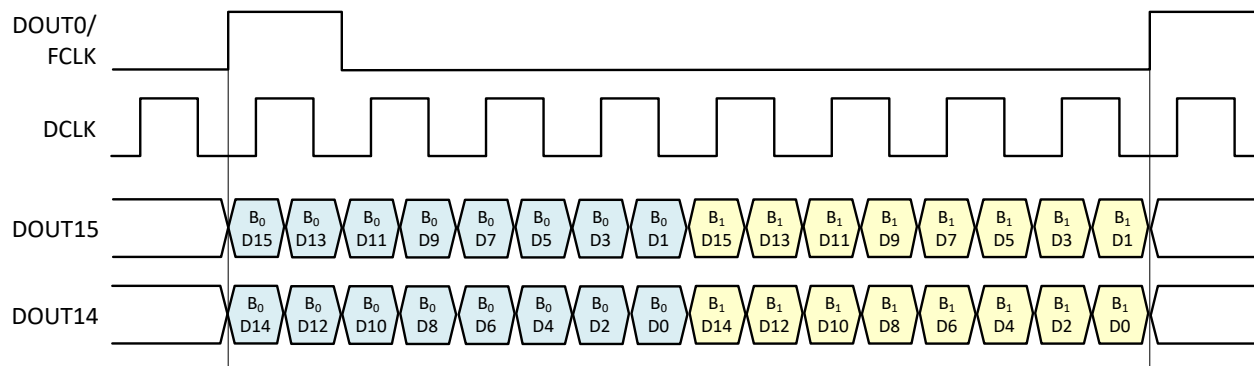 DOUT0/
FCLK
DCLK
DOUT15
B₀ B₀ B₀ B₀ B₀ B₀ B₀ B₀ B₁ B₁ B₁ B₁ B₁ B₁ B₁ B₁
D15 D13 D11 D9 D7 D5 D3 D1 D15 D13 D11 D9 D7 D5 D3 D1
DOUT14
B₀ B₀ B₀ B₀ B₀ B₀ B₀ B₀ B₁ B₁ B₁ B₁ B₁ B₁ B₁ B₁
D14 D12 D10 D8 D6 D4 D2 D0 D14 D12 D10 D8 D6 D4 D2 D0